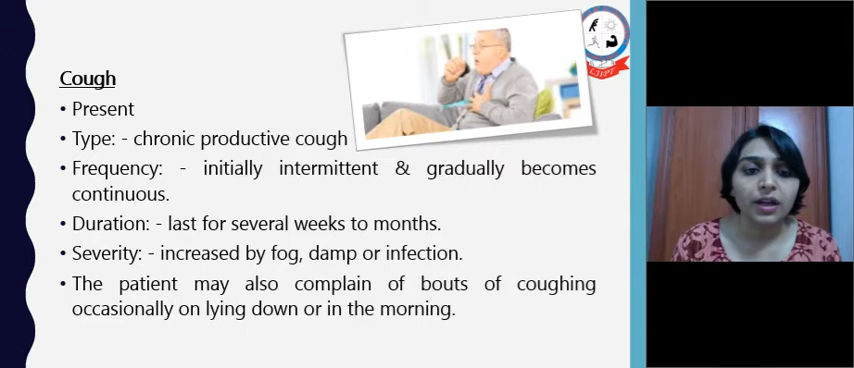 Cough
• Present
• Type: - chronic productive cough
• Frequency: - initially intermittent & gradually becomes
continuous.
• Duration: - last for several weeks to months.
• Severity: - increased by fog, damp or infection.
• The patient may also complain of bouts of coughing
occasionally on lying down or in the morning.